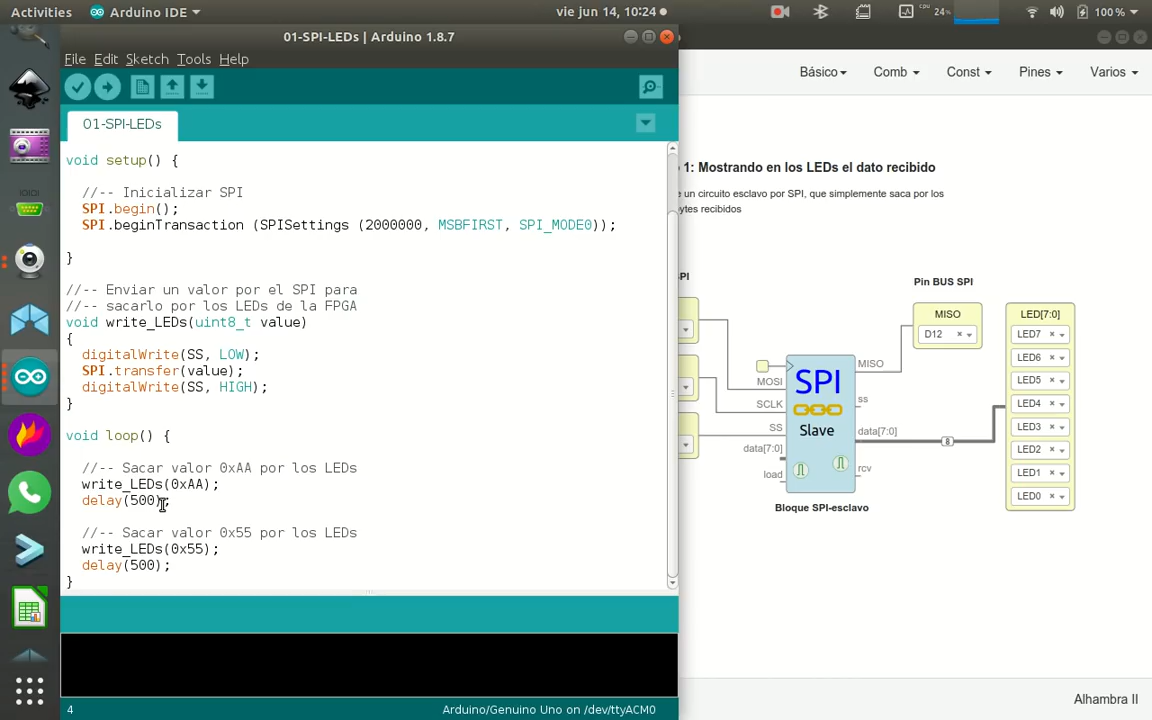 Activities
Arduino IDE
vie jun 14, 10:24
cpu
24%
100 %
01-SPI-LEDs | Arduino 1.8.7
File Edit Sketch Tools Help
01-SPI-LEDs
void setup() {
//-- Inicializar SPI
SPI.begin();
SPI.beginTransaction (SPISettings (2000000, MSBFIRST, SPI_MODE0));
}
//-- Enviar un valor por el SPI para
//-- sacarlo por los LEDs de la FPGA
void write_LEDs(uint8_t value)
{
digitalWrite(SS, LOW);
SPI.transfer(value);
digitalWrite(SS, HIGH);
}
void loop() {
//-- Sacar valor 0xAA por los LEDs
write_LEDs(0xAA);
delay(500);
//-- Sacar valor 0x55 por los LEDs
write_LEDs(0x55);
delay(500);
}
4
Arduino/Genuino Uno on /dev/ttyACM0
Básico
Comb
Const
Pines
Varios
1: Mostrando en los LEDs el dato recibido
e un circuito esclavo por SPI, que simplemente saca por los
bytes recibidos
PI
Pin BUS SPI
MISO
D12
LED[7:0]
LED7
LED6
LED5
LED4
LED3
LED2
LED1
LED0
MOSI
SCLK
SS
data[7:0]
load
SPI
Slave
MISO
ss
data[7:0]
rcv
8
Bloque SPI-esclavo
Alhambra II